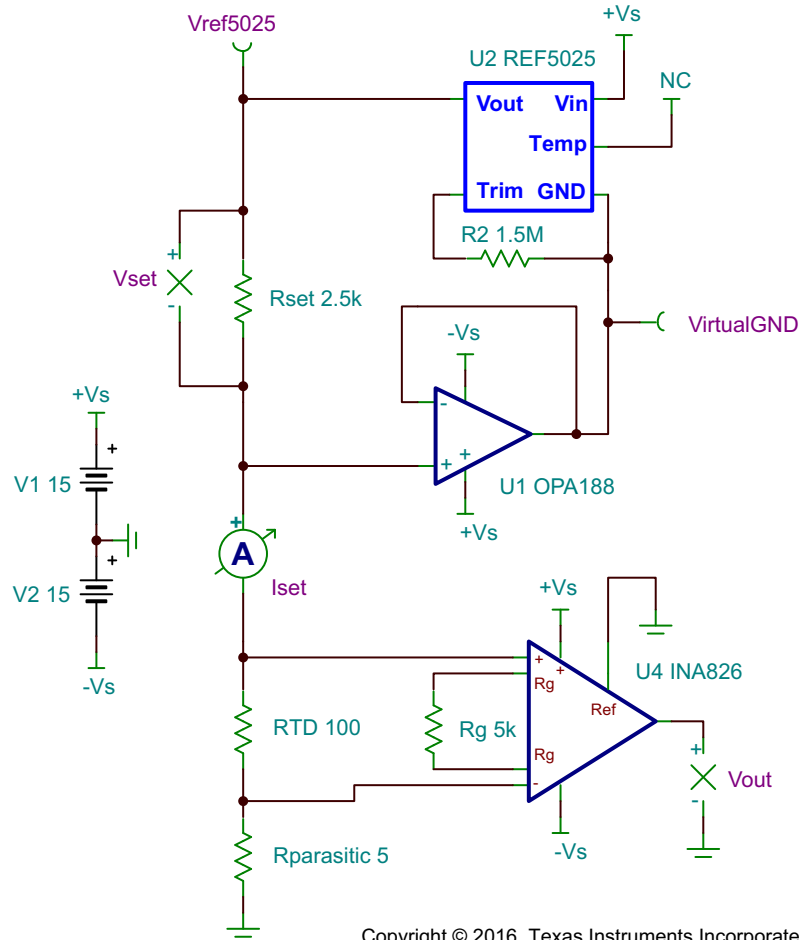 Vref5025
+Vs
U2 REF5025
NC
Vout Vin
Temp
Trim GND
R2 1.5M
+
Vset
-
Rset 2.5k
VirtualGND
-Vs
-
+ +
U1 OPA188
+Vs
+Vs
+
V1 15
+
V2 15
-Vs
+
A
Iset
+Vs
+
+
Rg
U4 INA826
Ref
RTD 100
Rg 5k
Rg
-
+
Vout
-
-Vs
Rparasitic 5
Copyright © 2016, Texas Instruments Incorporate